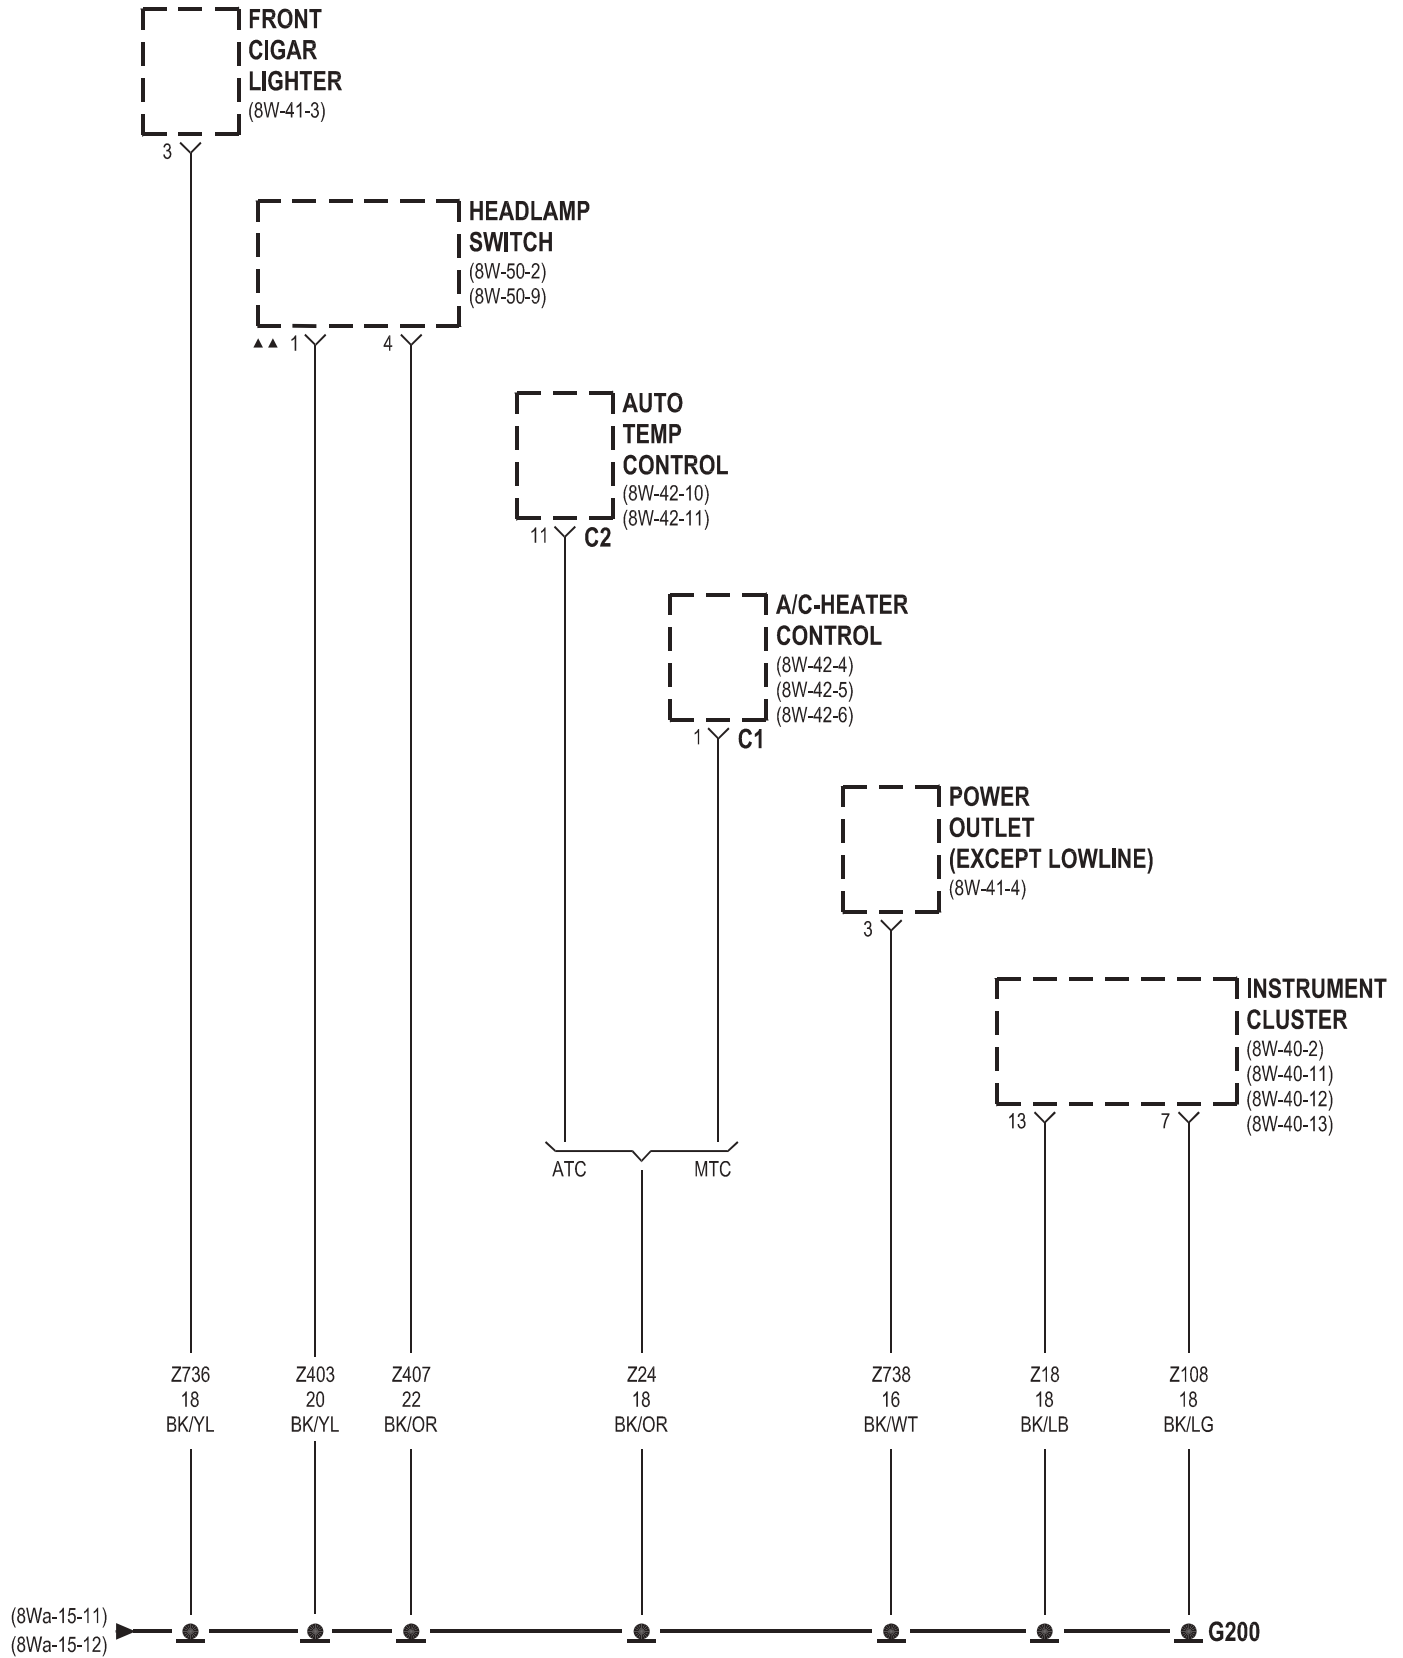 FRONT
CIGAR
LIGHTER
(8W-41-3)
3
HEADLAMP
SWITCH
(8W-50-2)
(8W-50-9)
1
4
AUTO
TEMP
CONTROL
(8W-42-10)
(8W-42-11)
11
C2
A/C-HEATER
CONTROL
(8W-42-4)
(8W-42-5)
(8W-42-6)
1
C1
POWER
OUTLET
(EXCEPT LOWLINE)
(8W-41-4)
3
INSTRUMENT
CLUSTER
(8W-40-2)
(8W-40-11)
(8W-40-12)
(8W-40-13)
13
7
ATC
MTC
Z736
18
BK/YL
Z403
20
BK/YL
Z407
22
BK/OR
Z24
18
BK/OR
Z738
16
BK/WT
Z18
18
BK/LB
Z108
18
BK/LG
(8Wa-15-11)
(8Wa-15-12)
G200